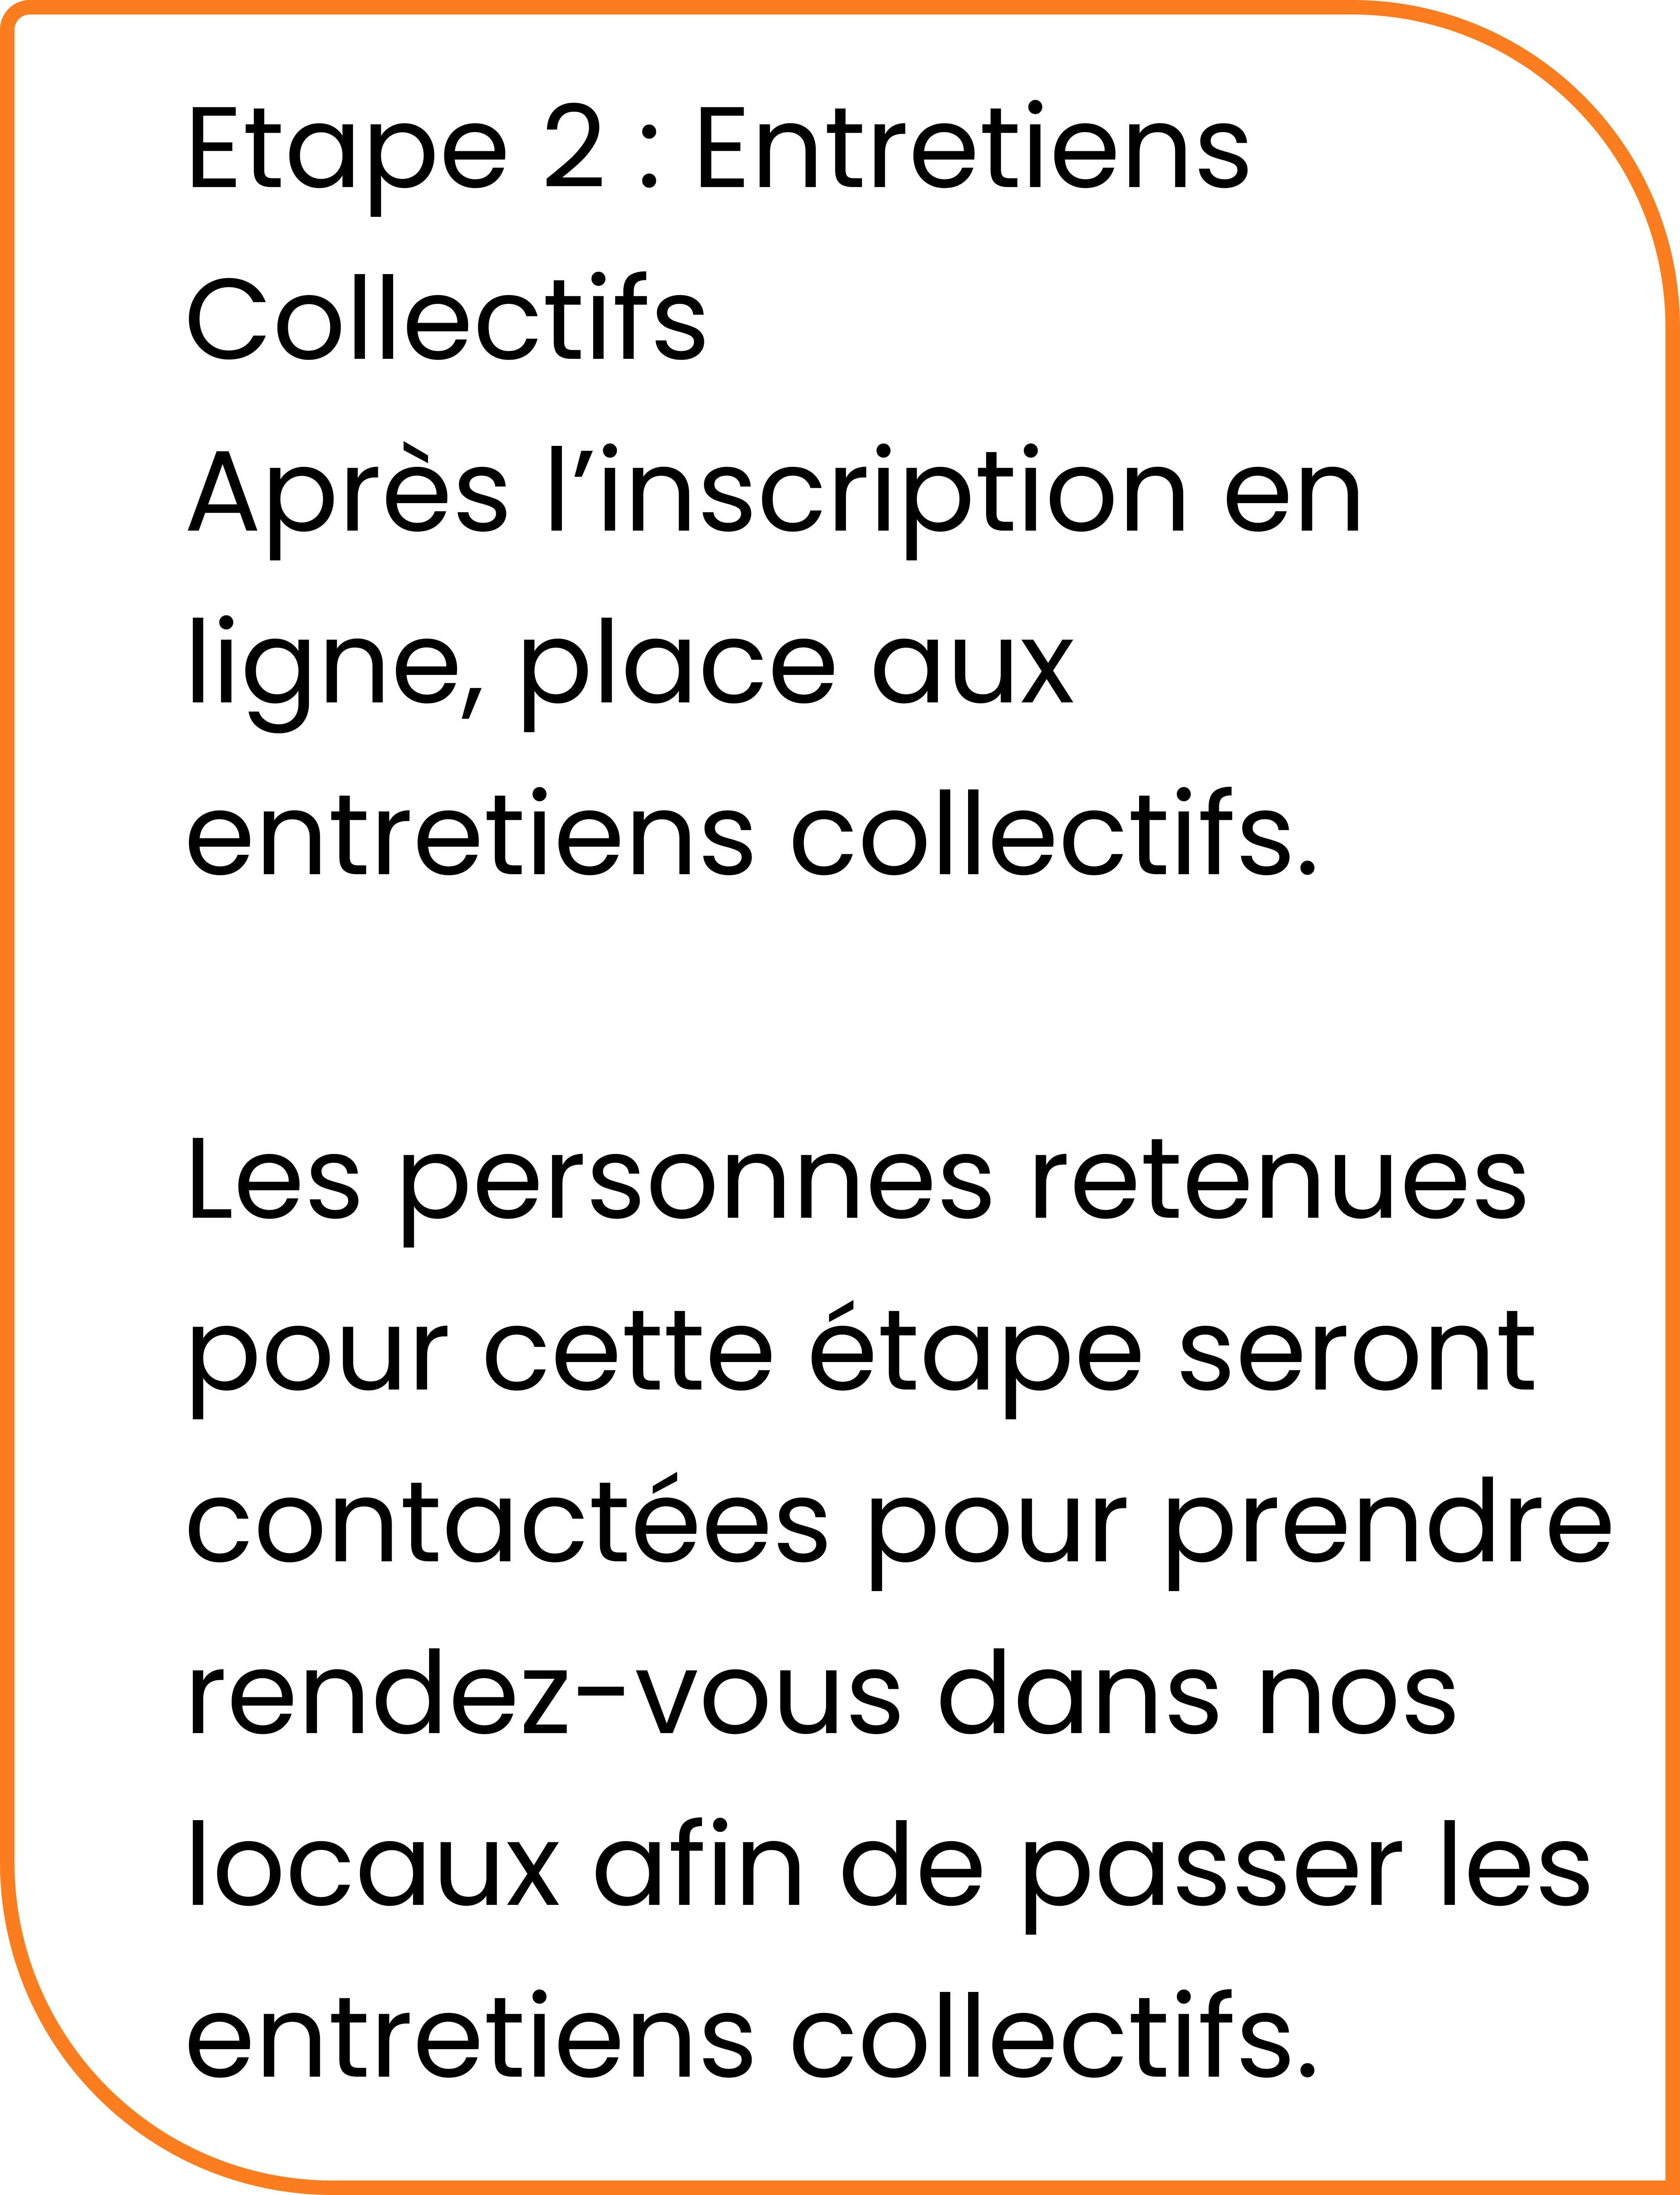 Etape 2 : Entretiens
Collectifs
Après l’inscription en
ligne, place aux
entretiens collectifs.
Les personnes retenues
pour cette étape seront
contactées pour prendre
rendez-vous dans nos
locaux afin de passer les
entretiens collectifs.